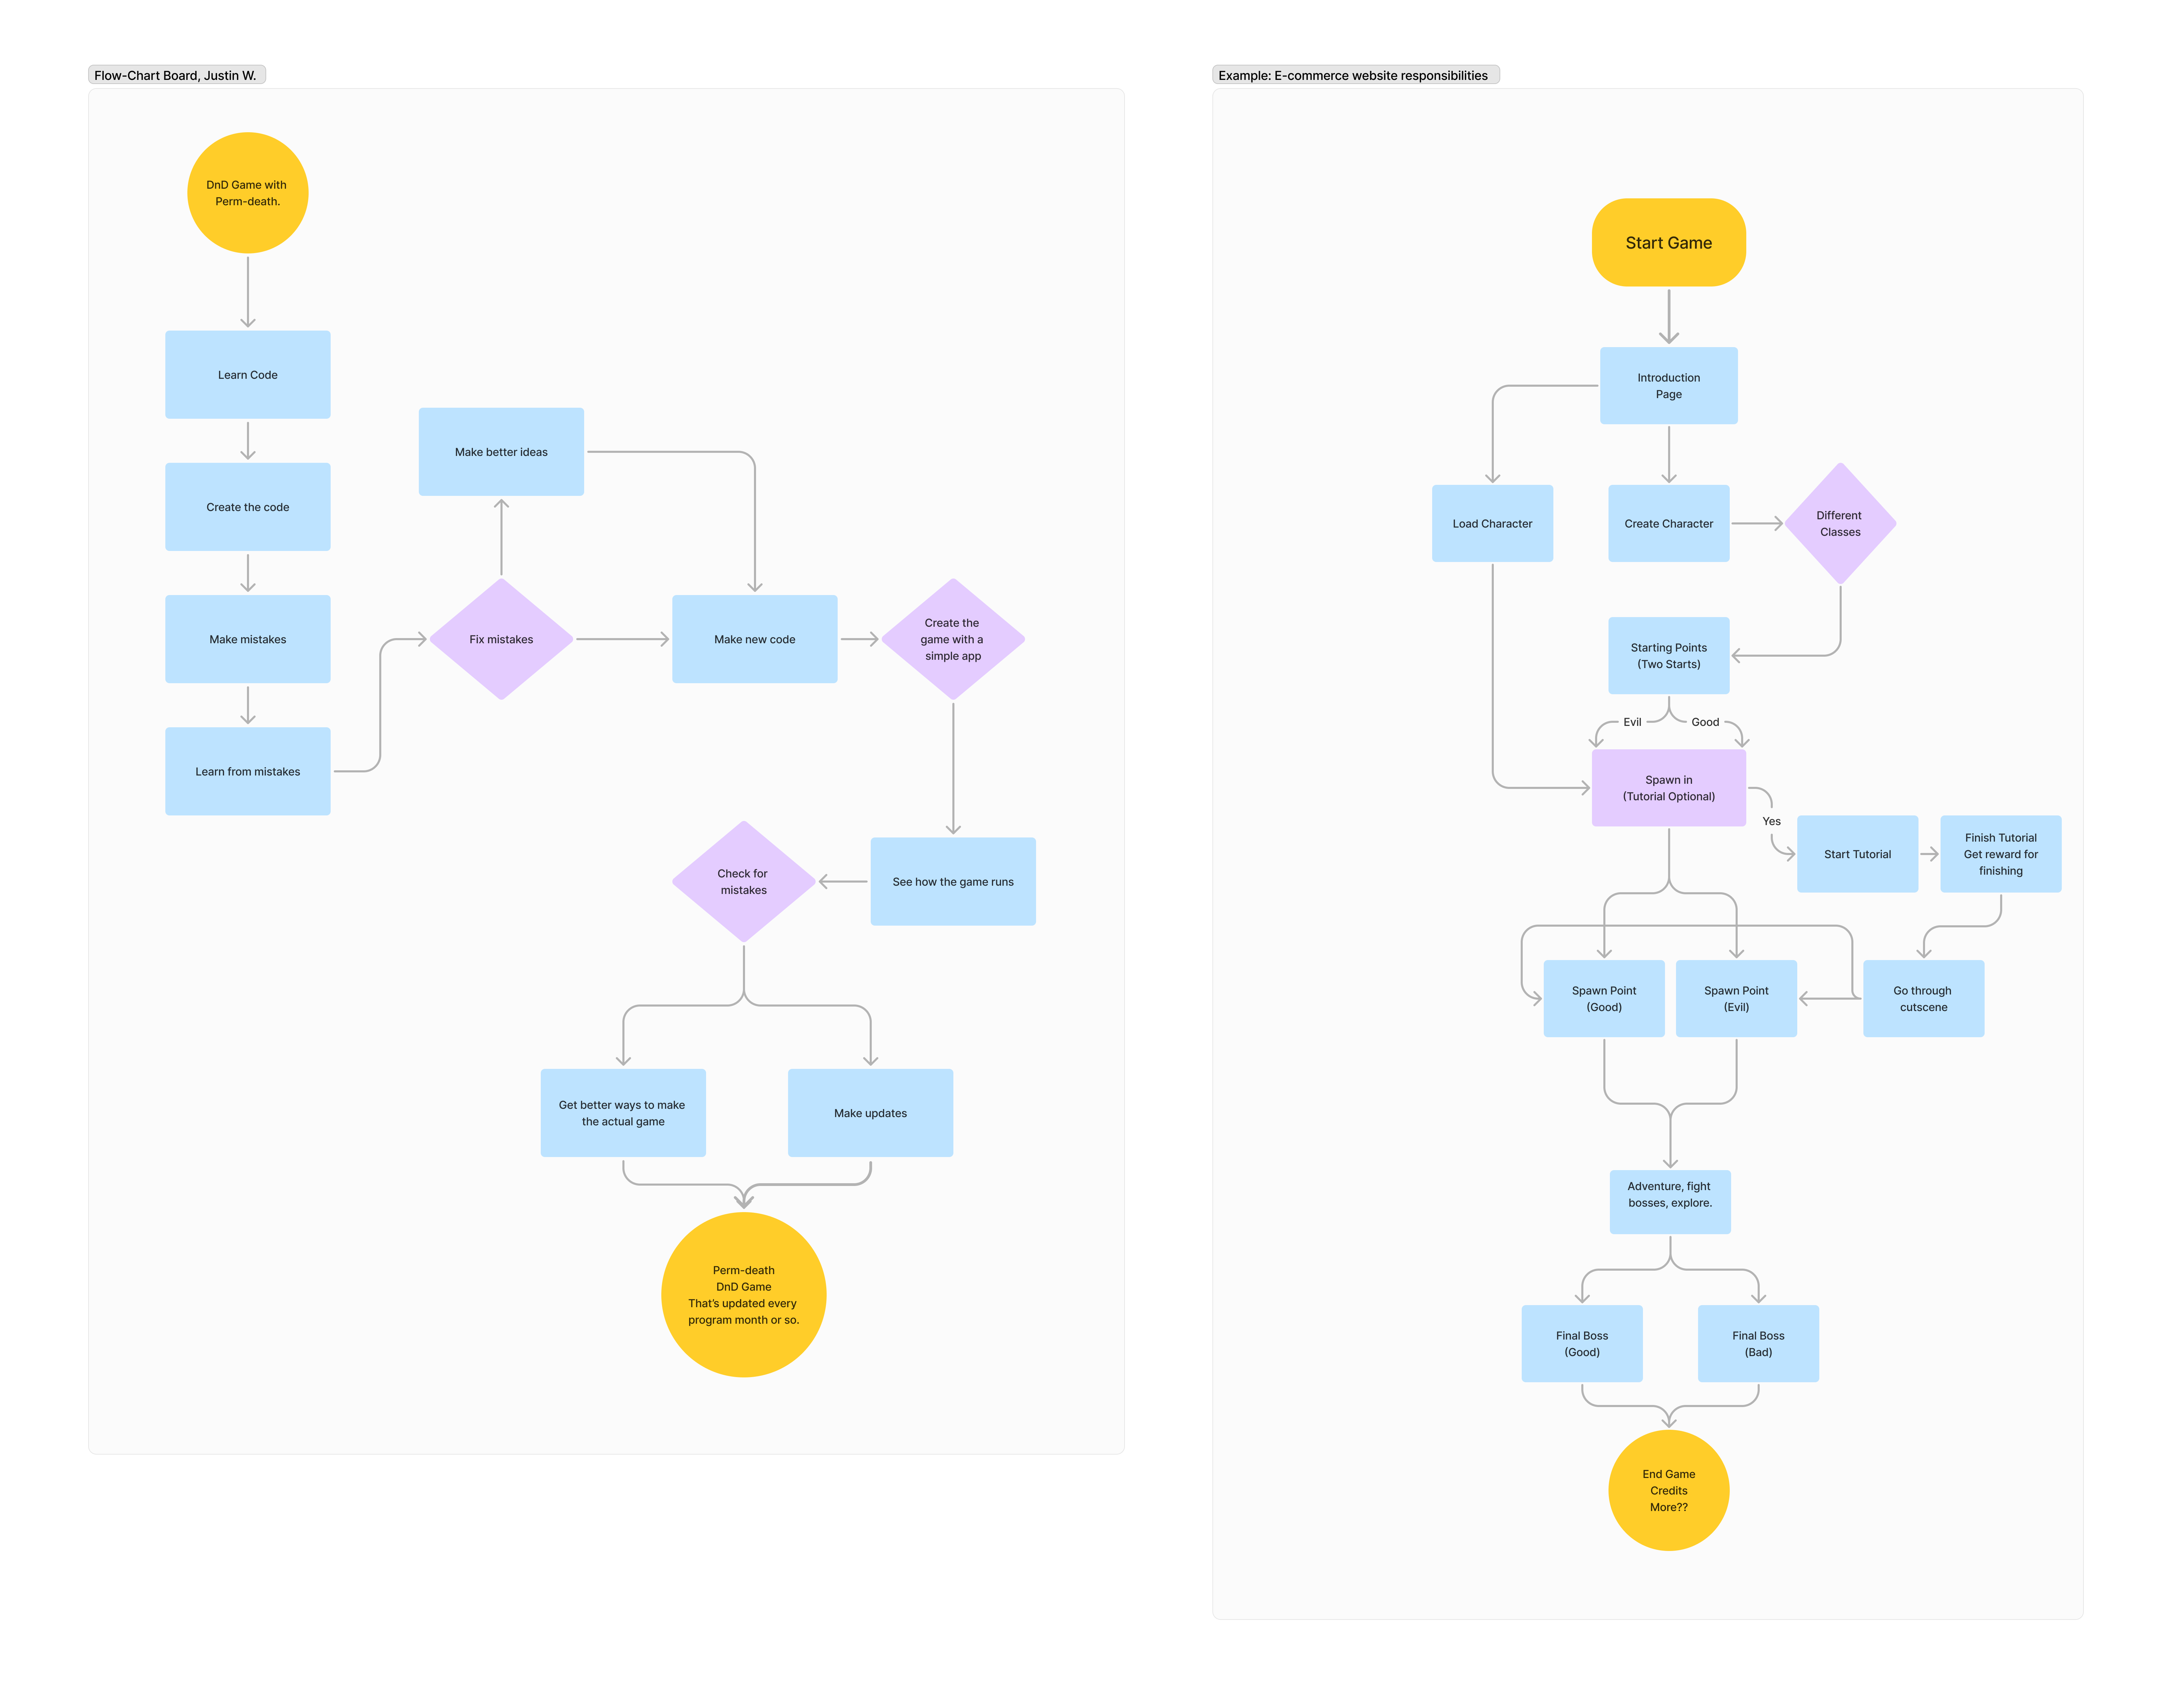 Flow-Chart Board, Justin W.
DnD Game with
Perm-death.
Learn Code
Create the code
Make mistakes
Learn from mistakes
Make better ideas
Fix mistakes
Make new code
Create the
game with a
simple app
See how the game runs
Check for
mistakes
Get better ways to make
the actual game
Make updates
Perm-death
DnD Game
That's updated every
program month or so.
Example: E-commerce website responsibilities
Start Game
Introduction
Page
Load Character
Create Character
Different
Classes
Starting Points
(Two Starts)
Evil
Good
Spawn in
(Tutorial Optional)
Yes
Start Tutorial
Finish Tutorial
Get reward for
finishing
Spawn Point
(Good)
Spawn Point
(Evil)
Go through
cutscene
Adventure, fight
bosses, explore.
Final Boss
(Good)
Final Boss
(Bad)
End Game
Credits
More??